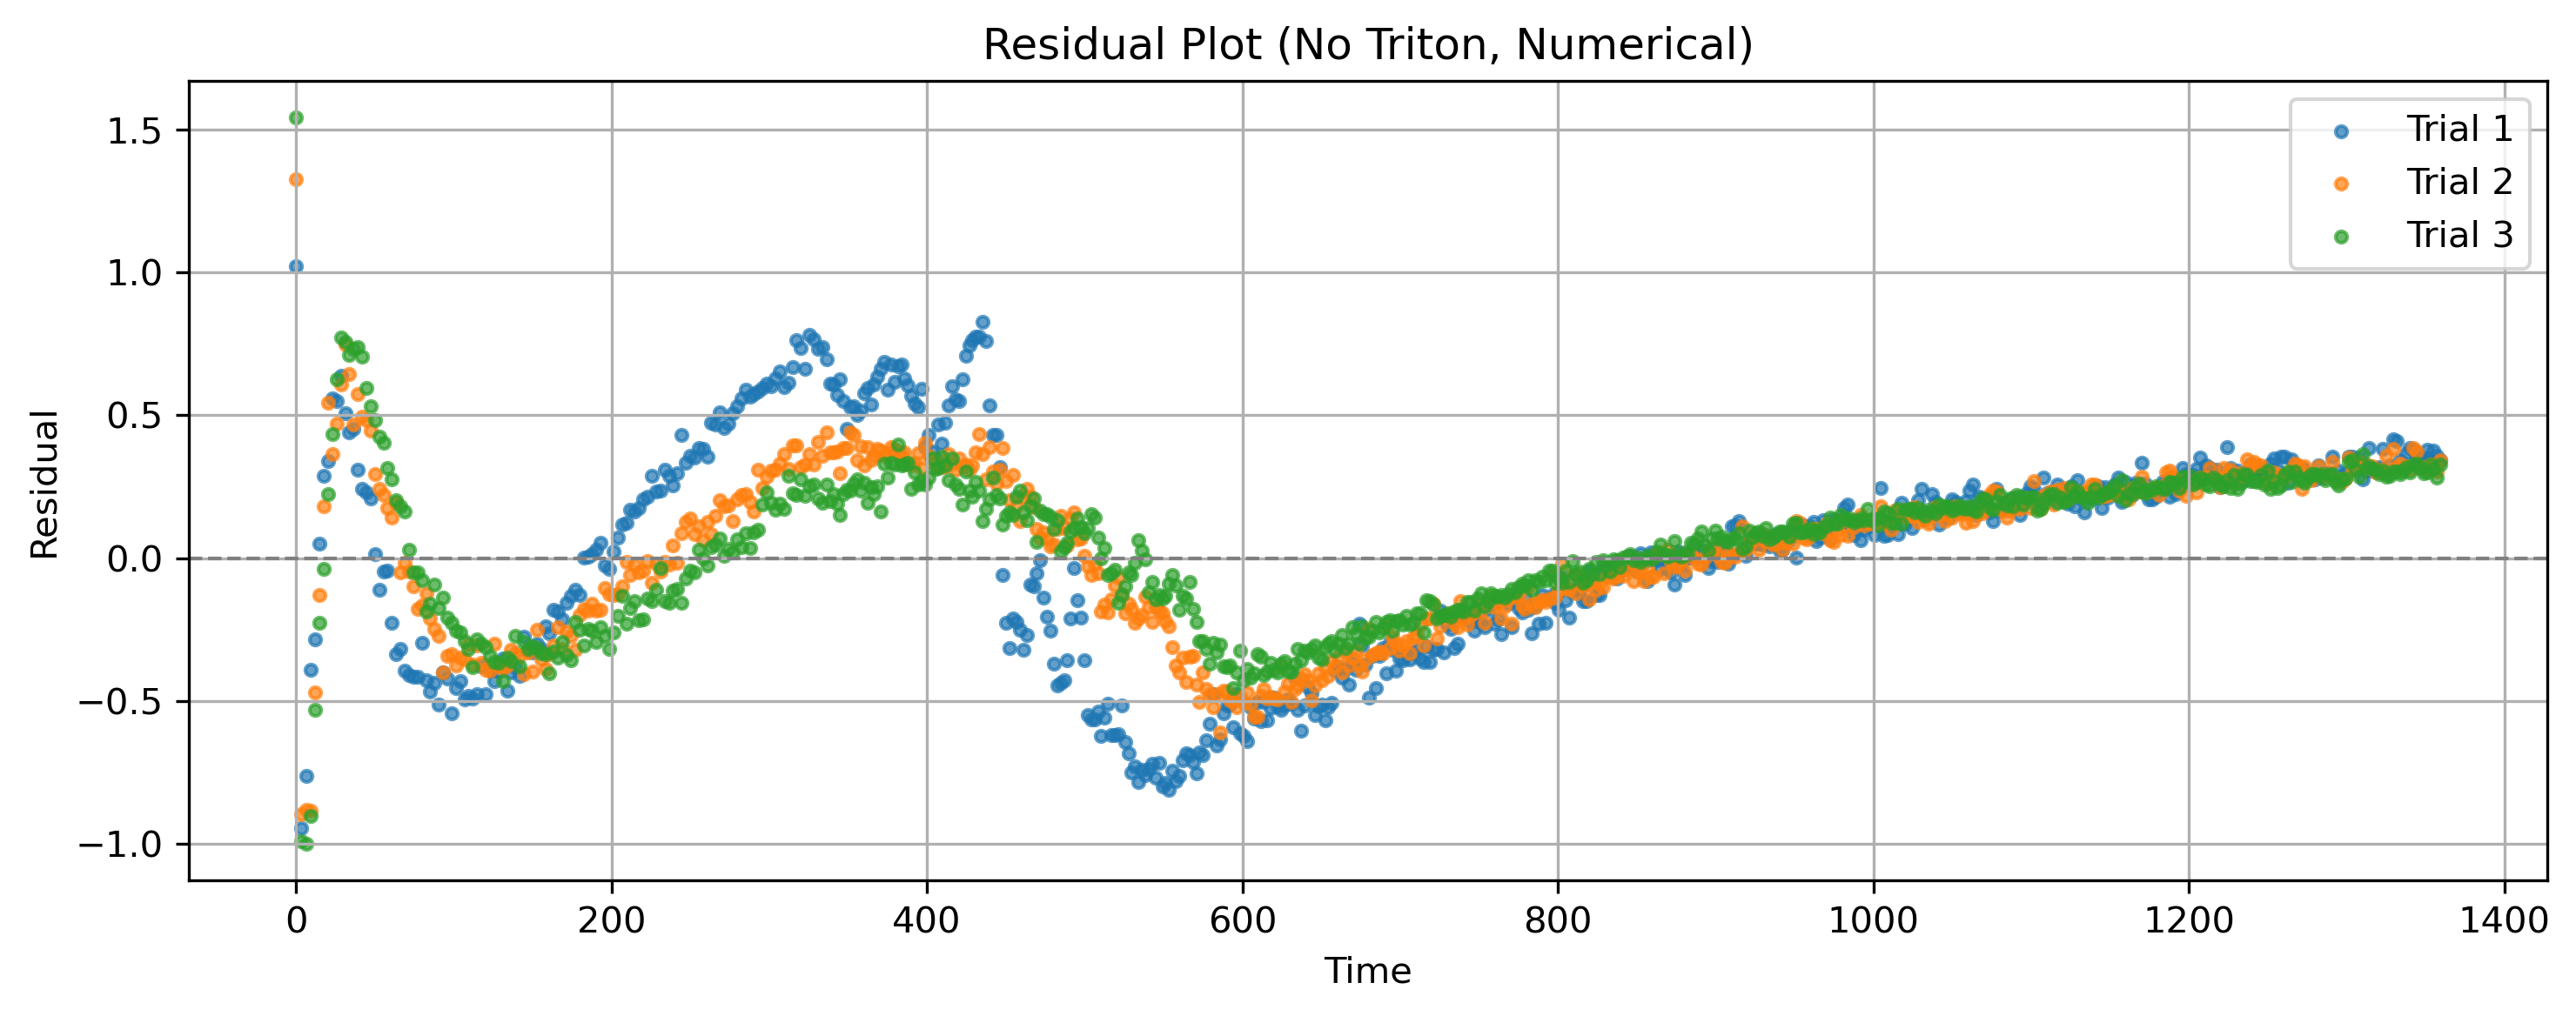 Residual Plot (No Triton, Numerical)
Residual
1.5
1.0
0.5
0.0
−0.5
−1.0
0 200 400 600 800 1000 1200 1400
Time
Trial 1
Trial 2
Trial 3